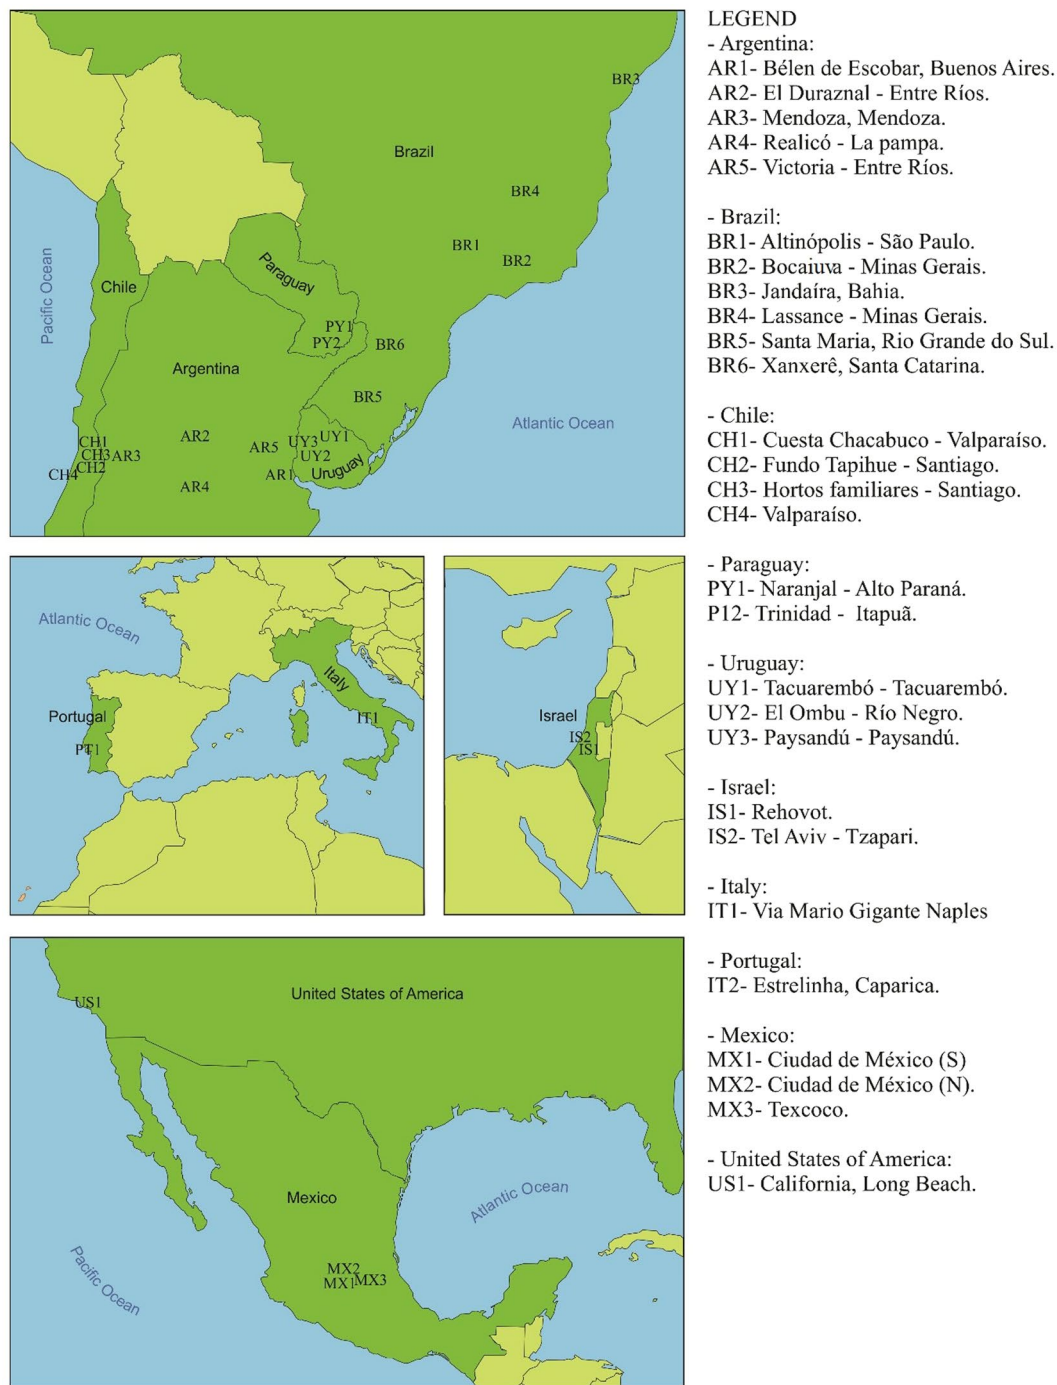 BR3
Brazil
BR4
BR1
BR2
Pacific Ocean
Chile
Paraguay
PY1
PY2
BR6
Argentina
BR5
Atlantic Ocean
AR2
CH1
AR5
UY3
UY1
CH3
AR3
UY2
CH2
CH4
AR1
Uruguay
AR4
Atlantic Ocean
Italy
Portugal
IT1
PT1
Israel
IS2
IS1
US1
United States of America
Mexico
Atlantic Ocean
Pacific Ocean
MX2
MX1
MX3
LEGEND
- Argentina:
AR1- Bélen de Escobar, Buenos Aires.
AR2- El Duraznal - Entre Ríos.
AR3- Mendoza, Mendoza.
AR4- Realicó - La pampa.
AR5- Victoria - Entre Ríos.
- Brazil:
BR1- Altinópolis - São Paulo.
BR2- Bocaiuva - Minas Gerais.
BR3- Jandaíra, Bahia.
BR4- Lassance - Minas Gerais.
BR5- Santa Maria, Rio Grande do Sul.
BR6- Xanxerê, Santa Catarina.
- Chile:
CH1- Cuesta Chacabuco - Valparaíso.
CH2- Fundo Tapihue - Santiago.
CH3- Hortos familiares - Santiago.
CH4- Valparaíso.
- Paraguay:
PY1- Naranjal - Alto Paraná.
P12- Trinidad - Itapuã.
- Uruguay:
UY1- Tacuarembó - Tacuarembó.
UY2- El Ombu - Río Negro.
UY3- Paysandú - Paysandú.
- Israel:
IS1- Rehovot.
IS2- Tel Aviv - Tzapari.
- Italy:
IT1- Via Mario Gigante Naples
- Portugal:
IT2- Estrelinha, Caparica.
- Mexico:
MX1- Ciudad de México (S)
MX2- Ciudad de México (N).
MX3- Texcoco.
- United States of America:
US1- California, Long Beach.